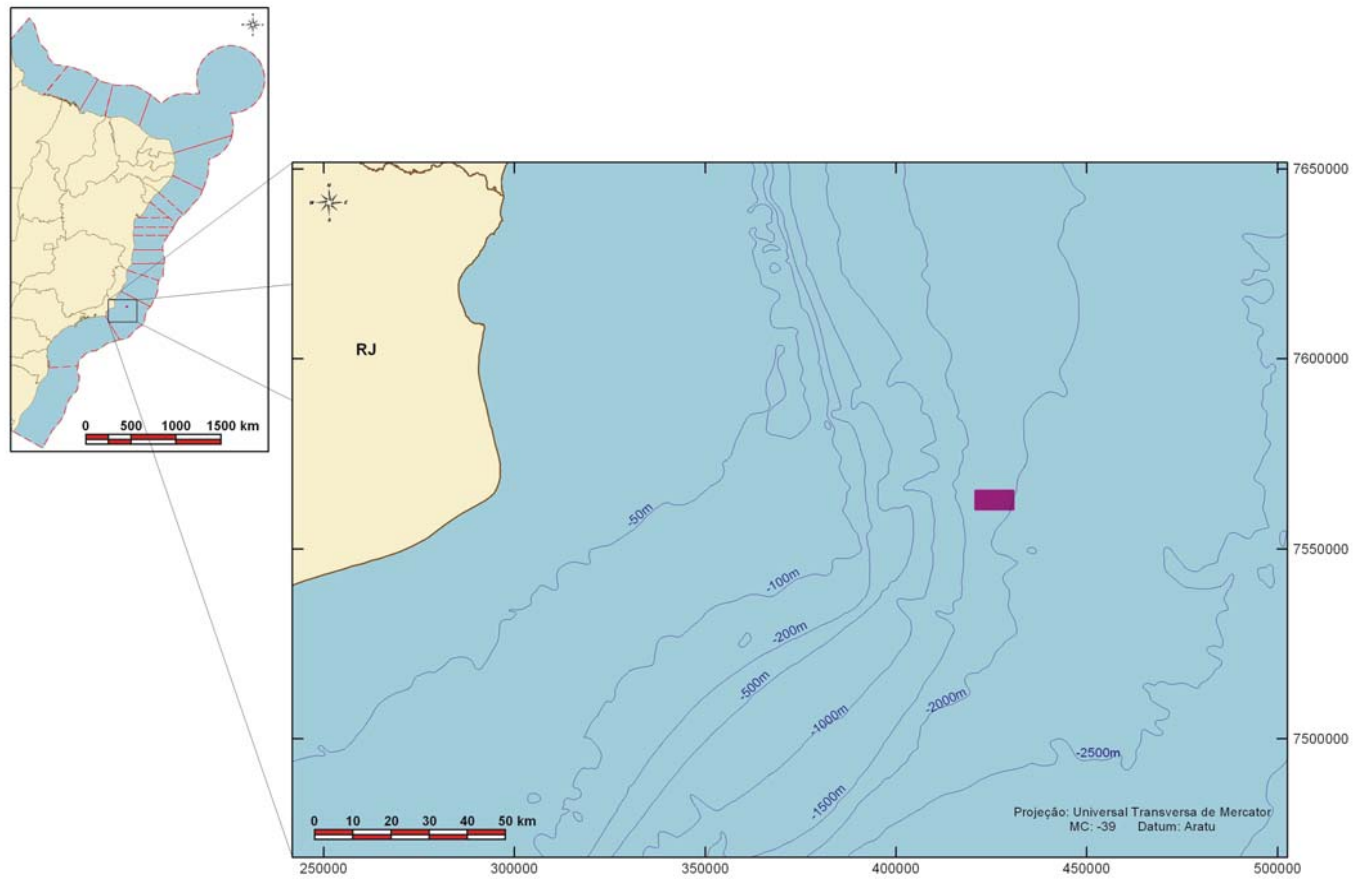 0 500 1000 1500 km
7650000
RJ
7600000
-50m
7550000
-100m
-200m
-500m
-1000m
-2000m
7500000
-2500m
-1500m
Projeção: Universal Transversa de Mercator
MC: -39 Datum: Aratu
0 10 20 30 40 50 km
250000 300000 350000 400000 450000 500000